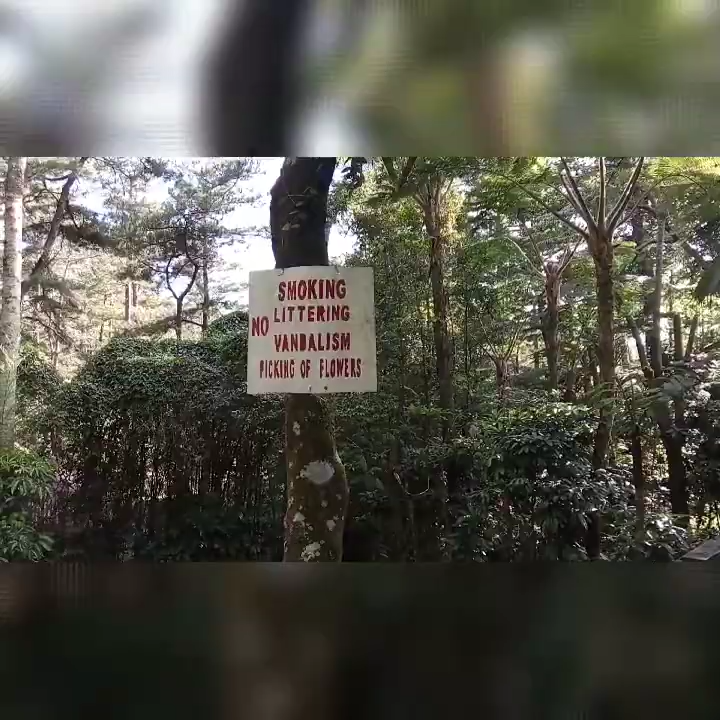 SMOKING
LITTERING
NO
VANDALISM
PICKING OF FLOWERS